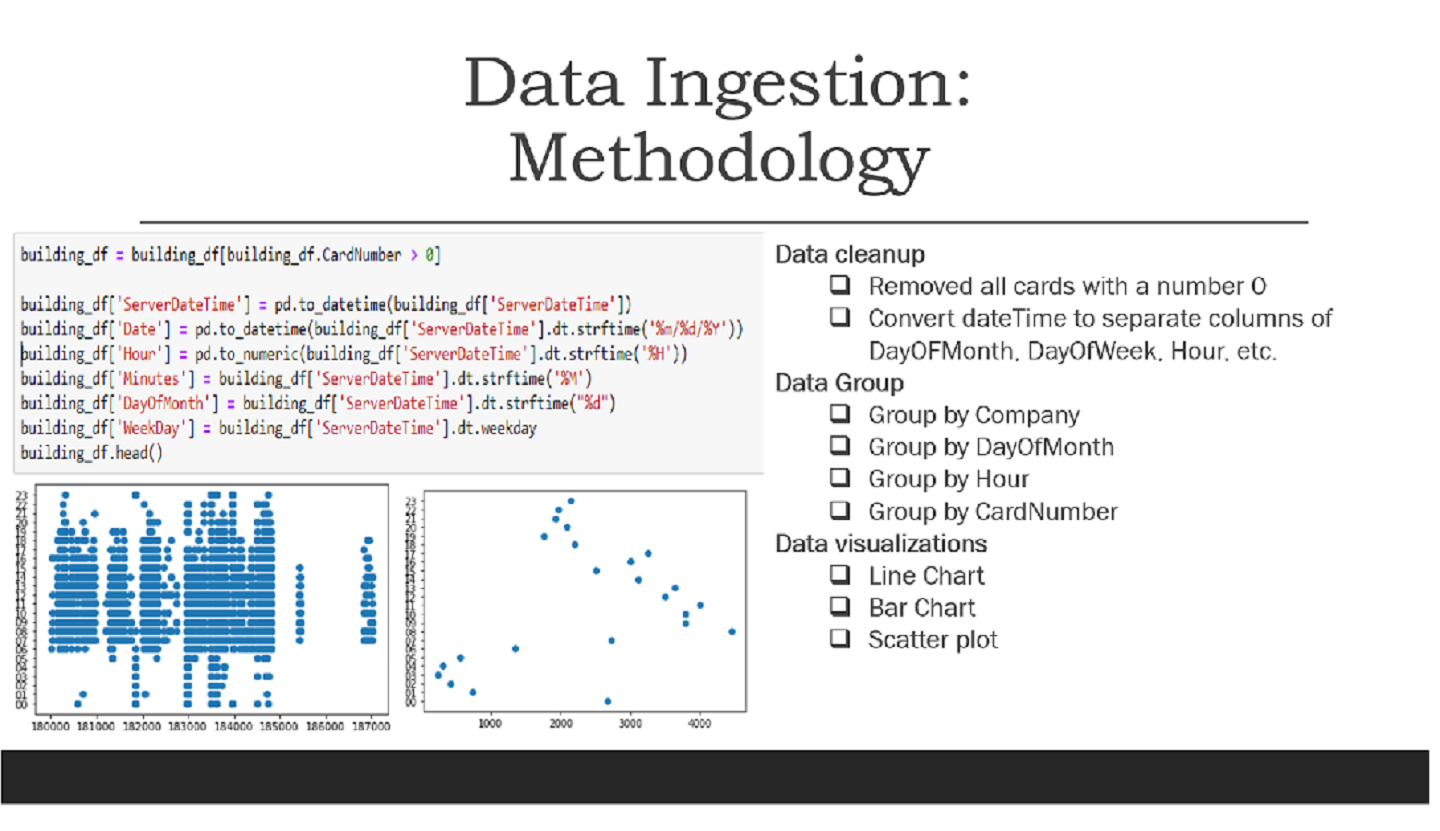 Data Ingestion:
Methodology
building_df = building_df[building_df.CardNumber > 0]
building_df['ServerDateTime'] = pd.to_datetime(building_df['ServerDateTime'])
building_df['Date'] = pd.to_datetime(building_df['ServerDateTime'].dt.strftime('%m/%d/%Y'))
building_df['Hour'] = pd.to_numeric(building_df['ServerDateTime'].dt.strftime('%H'))
building_df['Minutes'] = building_df['ServerDateTime'].dt.strftime('%M')
building_df['DayOfMonth'] = building_df['ServerDateTime'].dt.strftime("%d")
building_df['WeekDay'] = building_df['ServerDateTime'].dt.weekday
building_df.head()
23
22
21
20
19
18
17
16
15
14
13
12
11
10
09
08
07
06
05
04
03
02
01
00
180000 181000 182000 183000 184000 185000 186000 187000
23
22
21
20
19
18
17
16
15
14
13
12
11
10
09
08
07
06
05
04
03
02
01
00
1000 2000 3000 4000
Data cleanup
Removed all cards with a number 0
Convert dateTime to separate columns of
DayOFMonth, DayOfWeek, Hour, etc.
Data Group
Group by Company
Group by DayOfMonth
Group by Hour
Group by CardNumber
Data visualizations
Line Chart
Bar Chart
Scatter plot